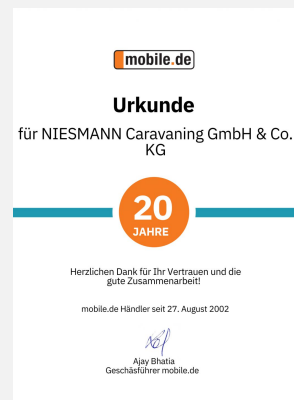 mobile.de
Urkunde
für NIESMANN Caravaning GmbH & Co.
KG
20
JAHRE
Herzlichen Dank für Ihr Vertrauen und die
gute Zusammenarbeit!
mobile.de Händler seit 27. August 2002
Ajay Bhatia
Geschäsführer mobile.de